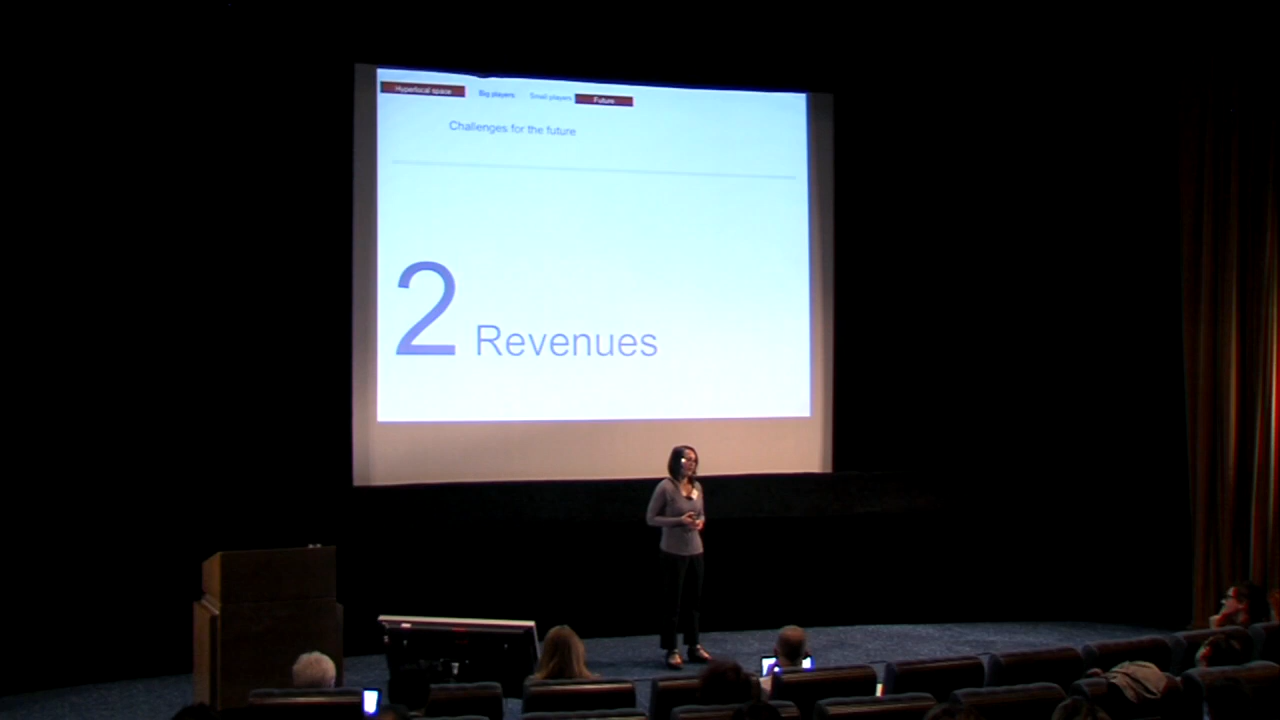 Hyperlocal space Big players Small players Future
Challenges for the future
2 Revenues